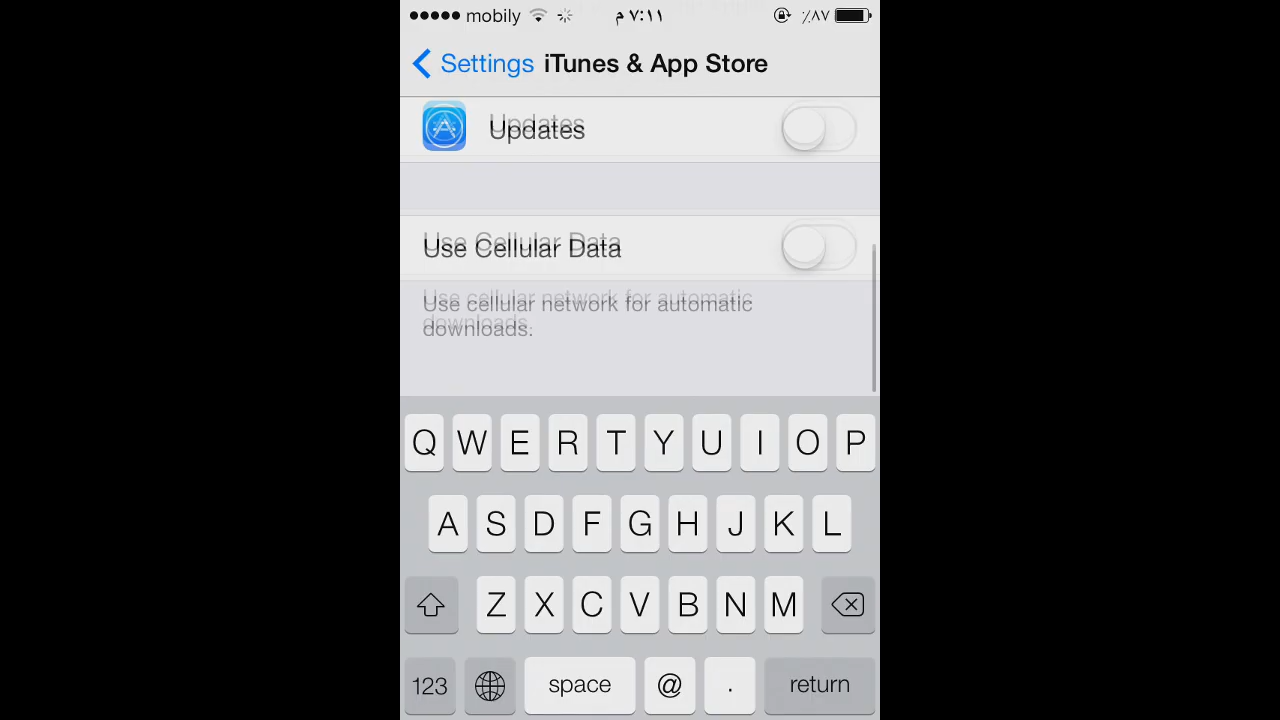 mobily ٧:١١ م ٪٨٧
Settings iTunes & App Store
Updates
Use Cellular Data
Use cellular network for automatic
downloads.
Q W E R T Y U I O P
A S D F G H J K L
Z X C V B N M
123 space @ . return